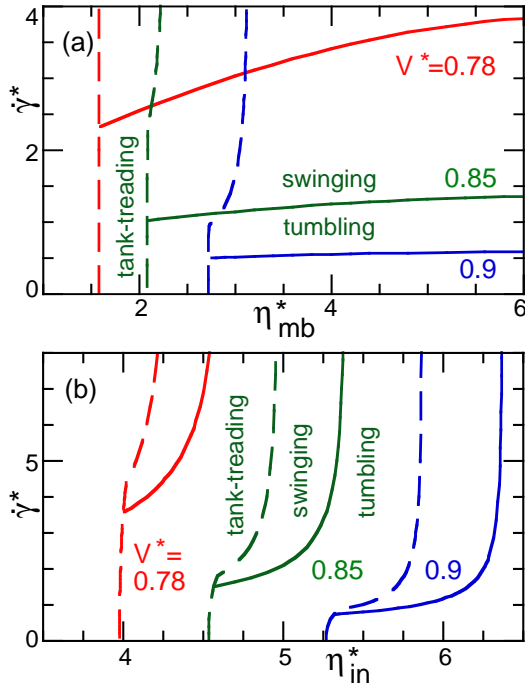 4
(a)
V*=0.78
γ̇*
2
tank-treading
swinging
0.85
tumbling
0.9
0
2
η*mb
4
6
(b)
tank-treading
swinging
tumbling
5
γ̇*
V*=
0.78
0.85
0.9
0
4
5
η*in
6